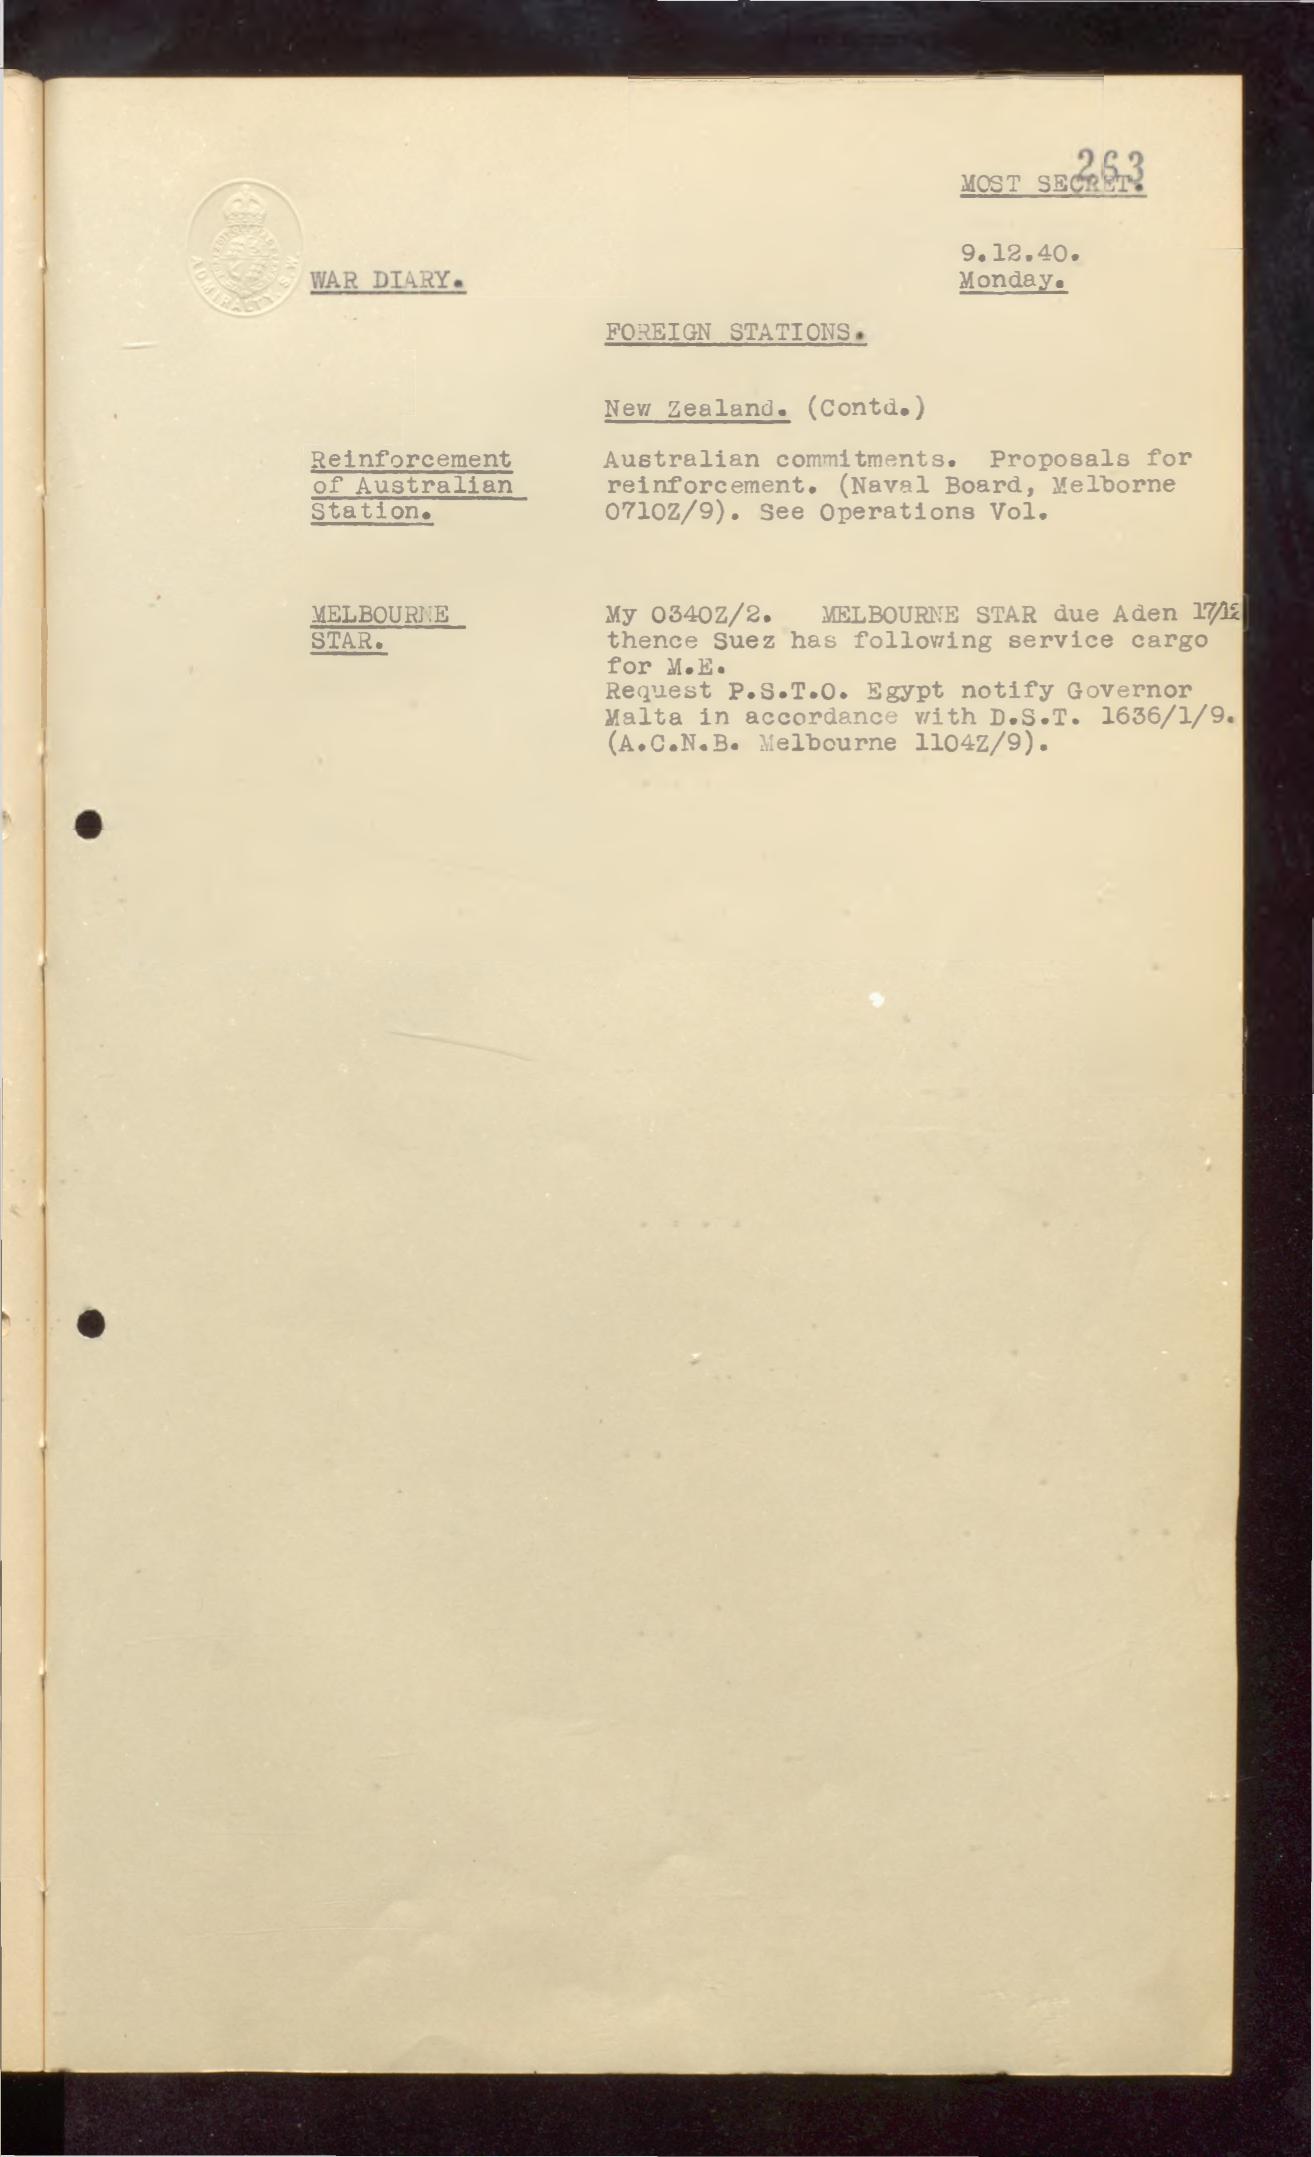 263
MOST SECRET.
9.12.40.
WAR DIARY. Monday.
FOREIGN STATIONS.
New Zealand. (Contd.)
Reinforcement Australian commitments. Proposals for
of Australian reinforcement. (Naval Board, Melborne
Station. 0710Z/9). See Operations Vol.
MELBOURNE My 0340Z/2. MELBOURNE STAR due Aden 17/12
STAR. thence Suez has following service cargo
for M.E.
Request P.S.T.O. Egypt notify Governor
Malta in accordance with D.S.T. 1636/1/9.
(A.C.N.B. Melbourne 1104Z/9).
ADMIRALTY. S.W.